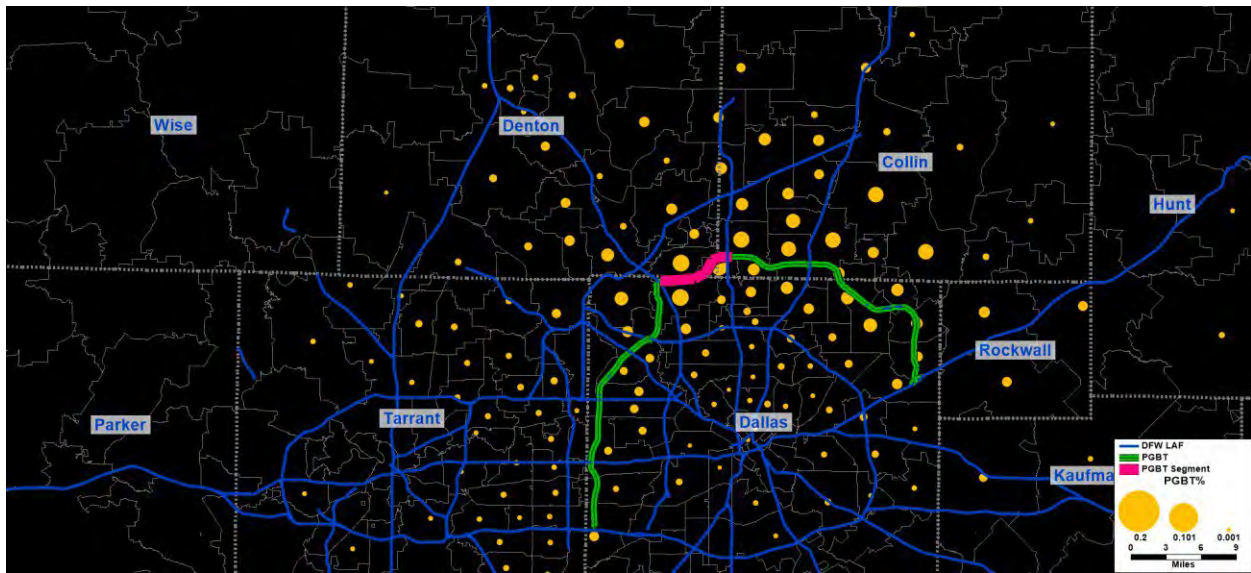 Wise
Denton
Collin
Hunt
Rockwall
Parker
Tarrant
Dallas
Kaufma
DFW LAF
PGBT
PGBT Segment
PGBT%
0.2 0.101 0.001
0 3 6 9
Miles